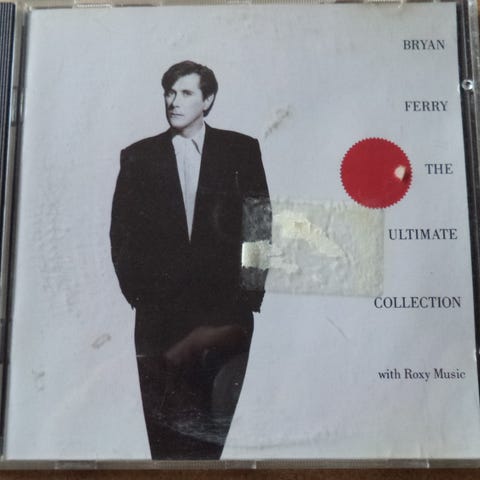 BRYAN
FERRY
THE
ULTIMATE
COLLECTION
with Roxy Music